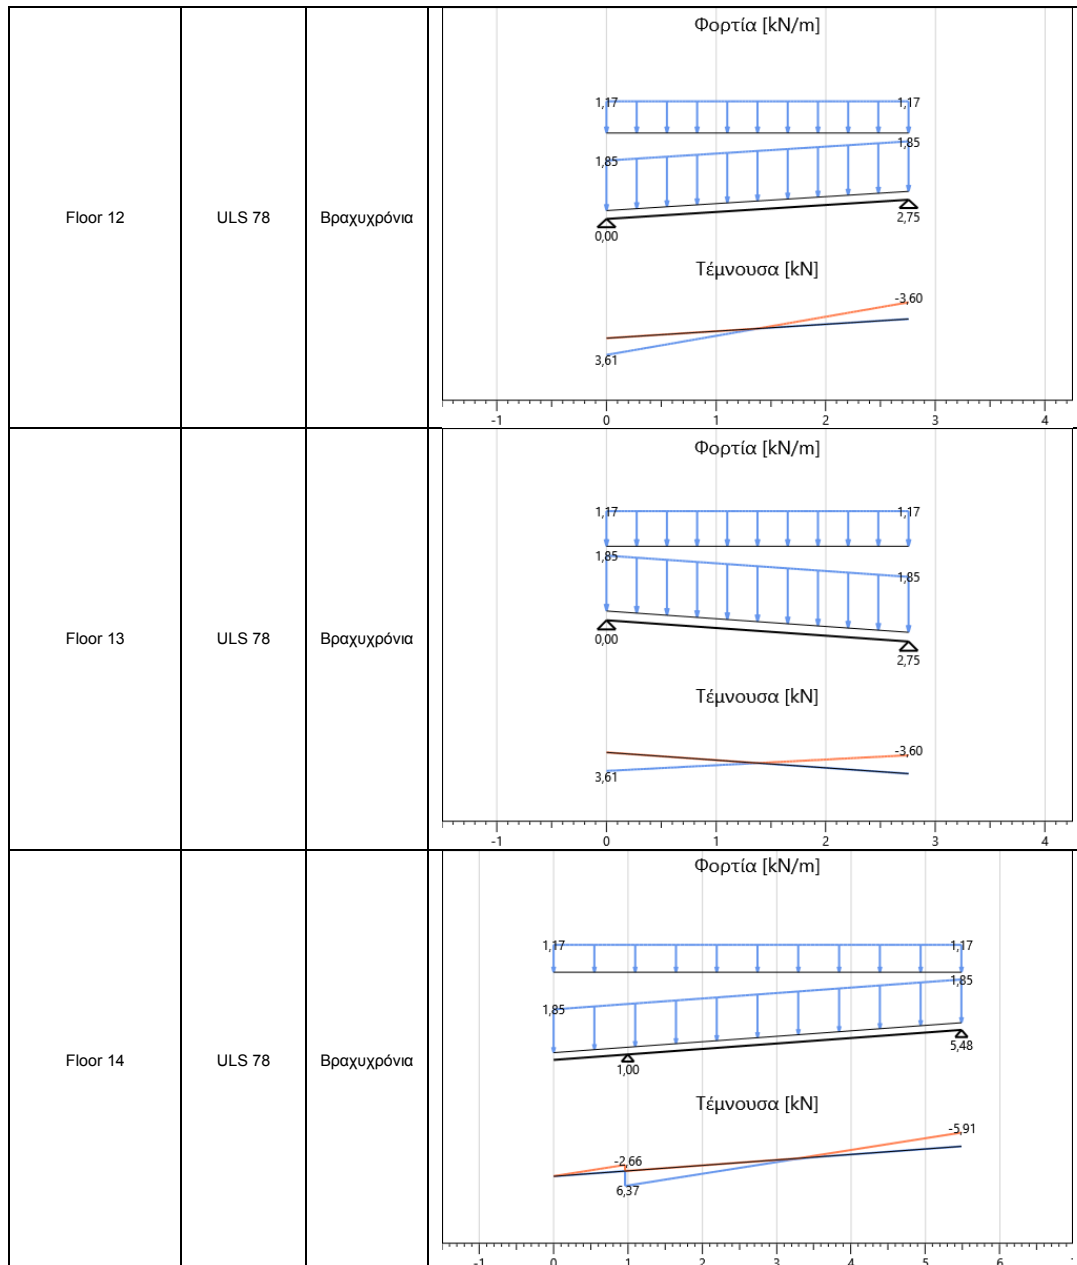 Φορτία [kN/m]
1,17 1,17
1,85 1,85
Floor 12 ULS 78 Βραχυχρόνια
0,00 2,75
Τέμνουσα [kN]
-3,60
3,61
-1 0 1 2 3 4
Φορτία [kN/m]
1,17 1,17
1,85 1,85
Floor 13 ULS 78 Βραχυχρόνια
0,00 2,75
Τέμνουσα [kN]
-3,60
3,61
-1 0 1 2 3 4
Φορτία [kN/m]
1,17 1,17
1,85 1,85
Floor 14 ULS 78 Βραχυχρόνια
1,00 5,48
Τέμνουσα [kN]
-5,91
-2,66
6,37
-1 0 1 2 3 4 5 6